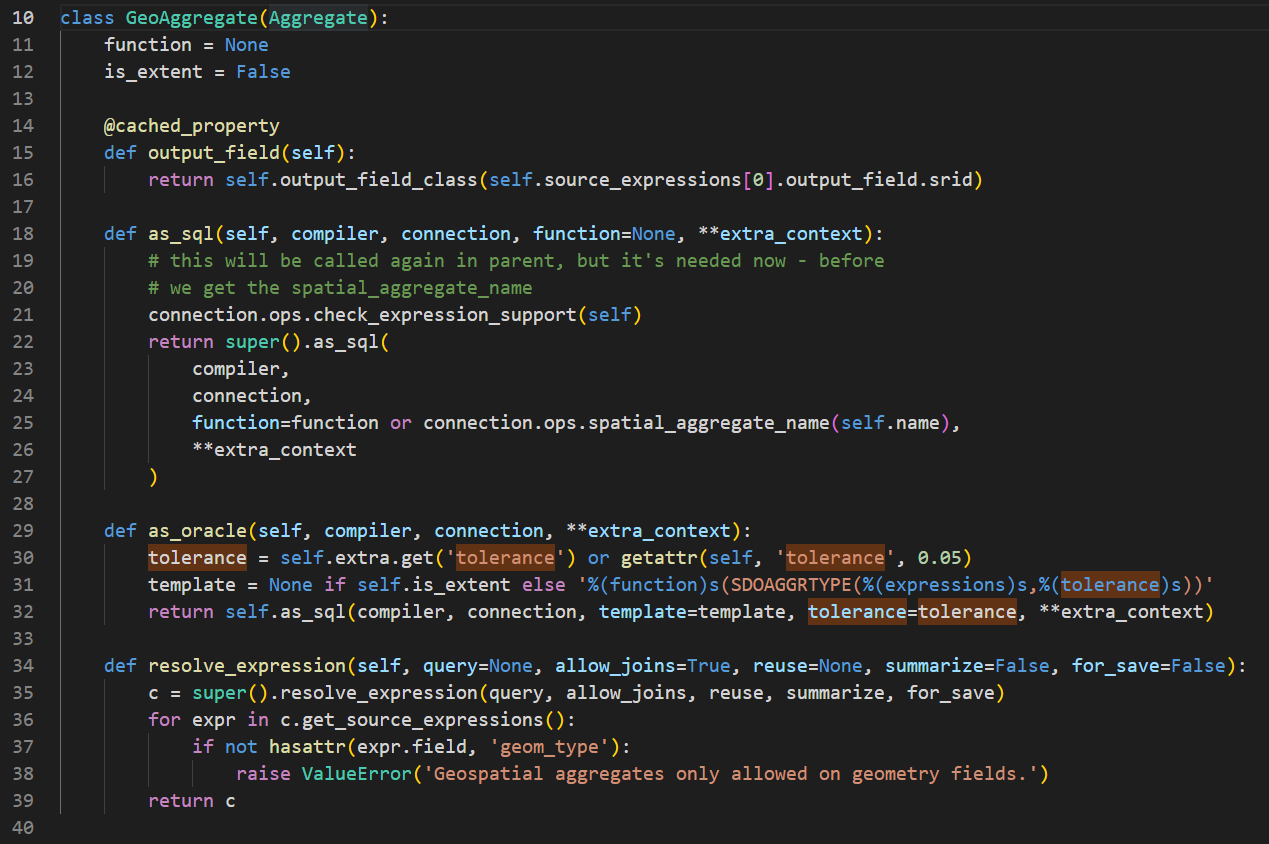 10 class GeoAggregate(Aggregate):
11     function = None
12     is_extent = False
13
14     @cached_property
15     def output_field(self):
16         return self.output_field_class(self.source_expressions[0].output_field.srid)
17
18     def as_sql(self, compiler, connection, function=None, **extra_context):
19         # this will be called again in parent, but it's needed now - before
20         # we get the spatial_aggregate_name
21         connection.ops.check_expression_support(self)
22         return super().as_sql(
23             compiler,
24             connection,
25             function=function or connection.ops.spatial_aggregate_name(self.name),
26             **extra_context
27         )
28
29     def as_oracle(self, compiler, connection, **extra_context):
30         tolerance = self.extra.get('tolerance') or getattr(self, 'tolerance', 0.05)
31         template = None if self.is_extent else '%(function)s(SDOAGGRTYPE(%(expressions)s,%(tolerance)s))'
32         return self.as_sql(compiler, connection, template=template, tolerance=tolerance, **extra_context)
33
34     def resolve_expression(self, query=None, allow_joins=True, reuse=None, summarize=False, for_save=False):
35         c = super().resolve_expression(query, allow_joins, reuse, summarize, for_save)
36         for expr in c.get_source_expressions():
37             if not hasattr(expr.field, 'geom_type'):
38                 raise ValueError('Geospatial aggregates only allowed on geometry fields.')
39         return c
40